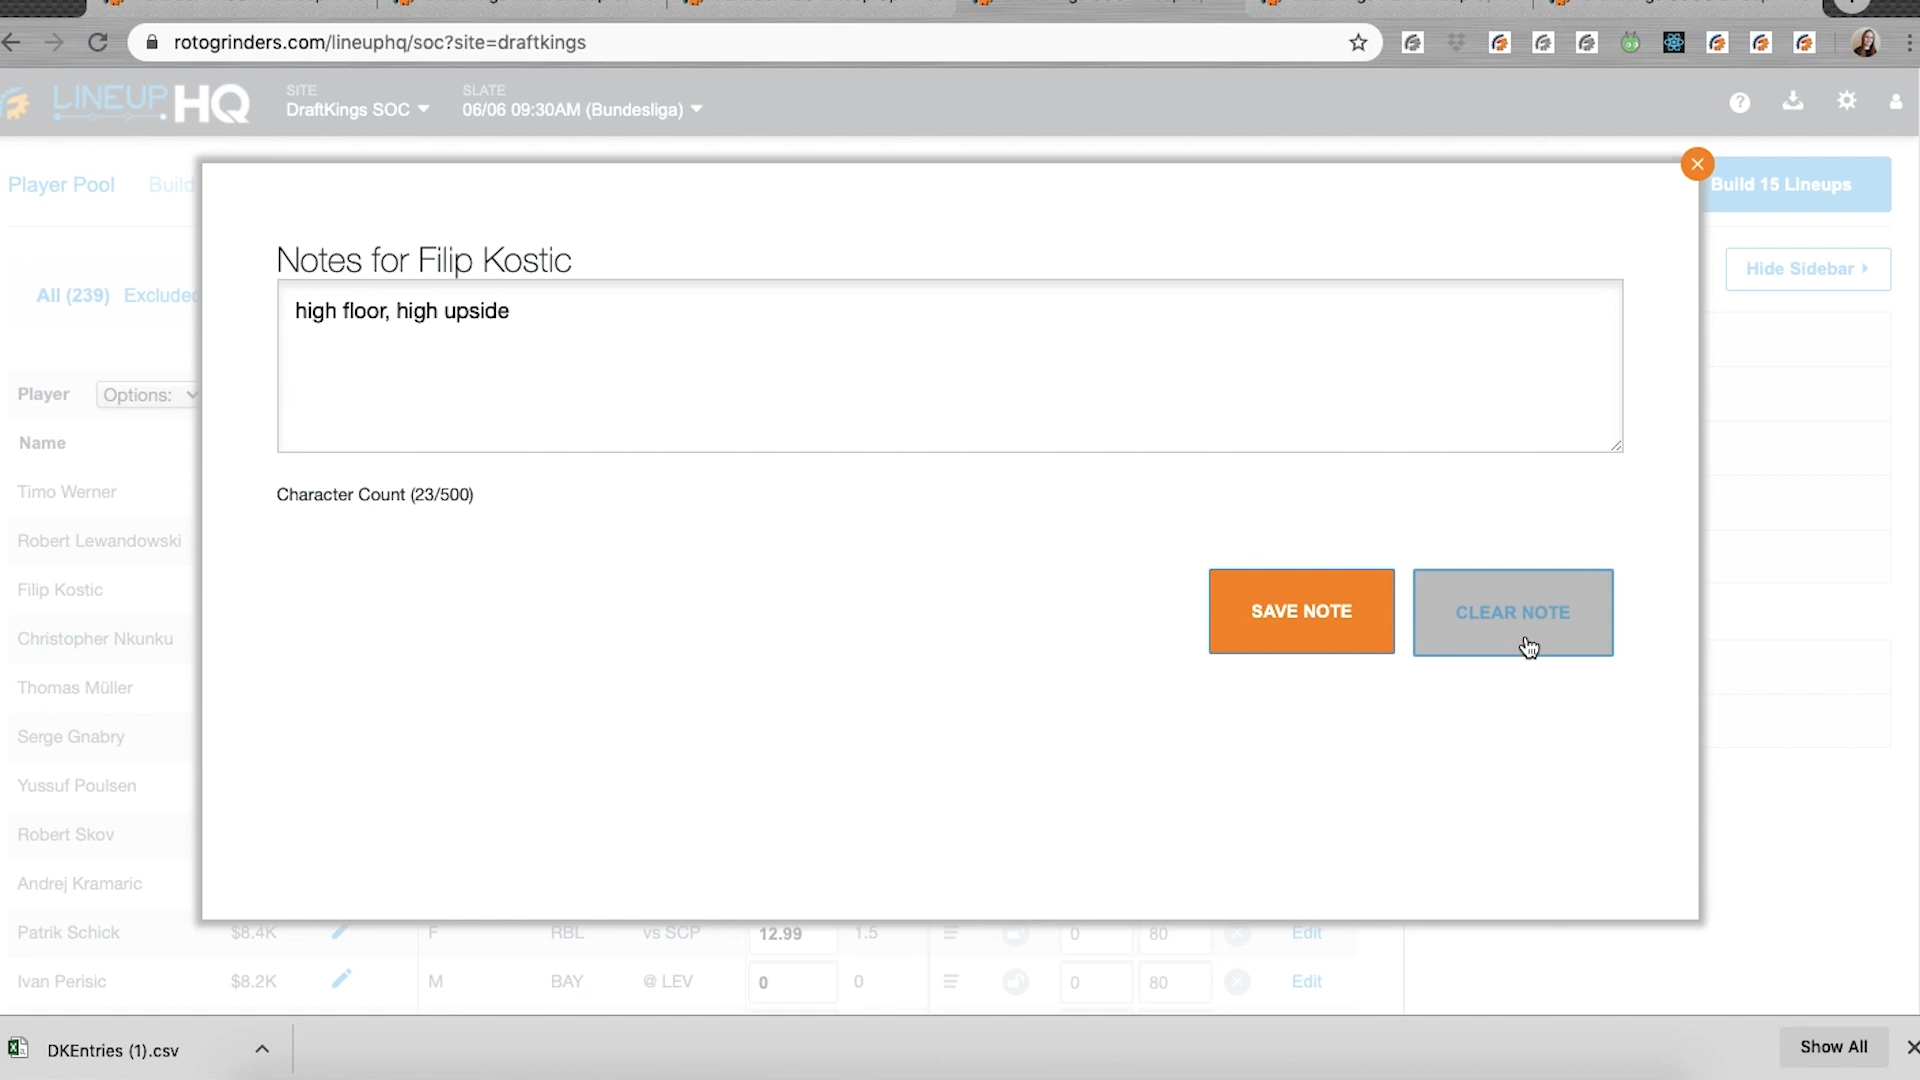 rotogrinders.com/lineuphq/soc?site=draftkings
LINEUPHQ
SITE
DraftKings SOC
SLATE
06/06 09:30AM (Bundesliga)
Player Pool
Build
Build 15 Lineups
Hide Sidebar
Notes for Filip Kostic
high floor, high upside
Character Count (23/500)
SAVE NOTE
CLEAR NOTE
All (239) Excluded
Player
Options:
Name
Timo Werner
Robert Lewandowski
Filip Kostic
Christopher Nkunku
Thomas Müller
Serge Gnabry
Yussuf Poulsen
Robert Skov
Andrej Kramaric
Patrik Schick $8.4K F RBL vs SCP 12.99 1.5 0 80 Edit
Ivan Perisic $8.2K M BAY @ LEV 0 0 0 80 Edit
DKEntries (1).csv
Show All